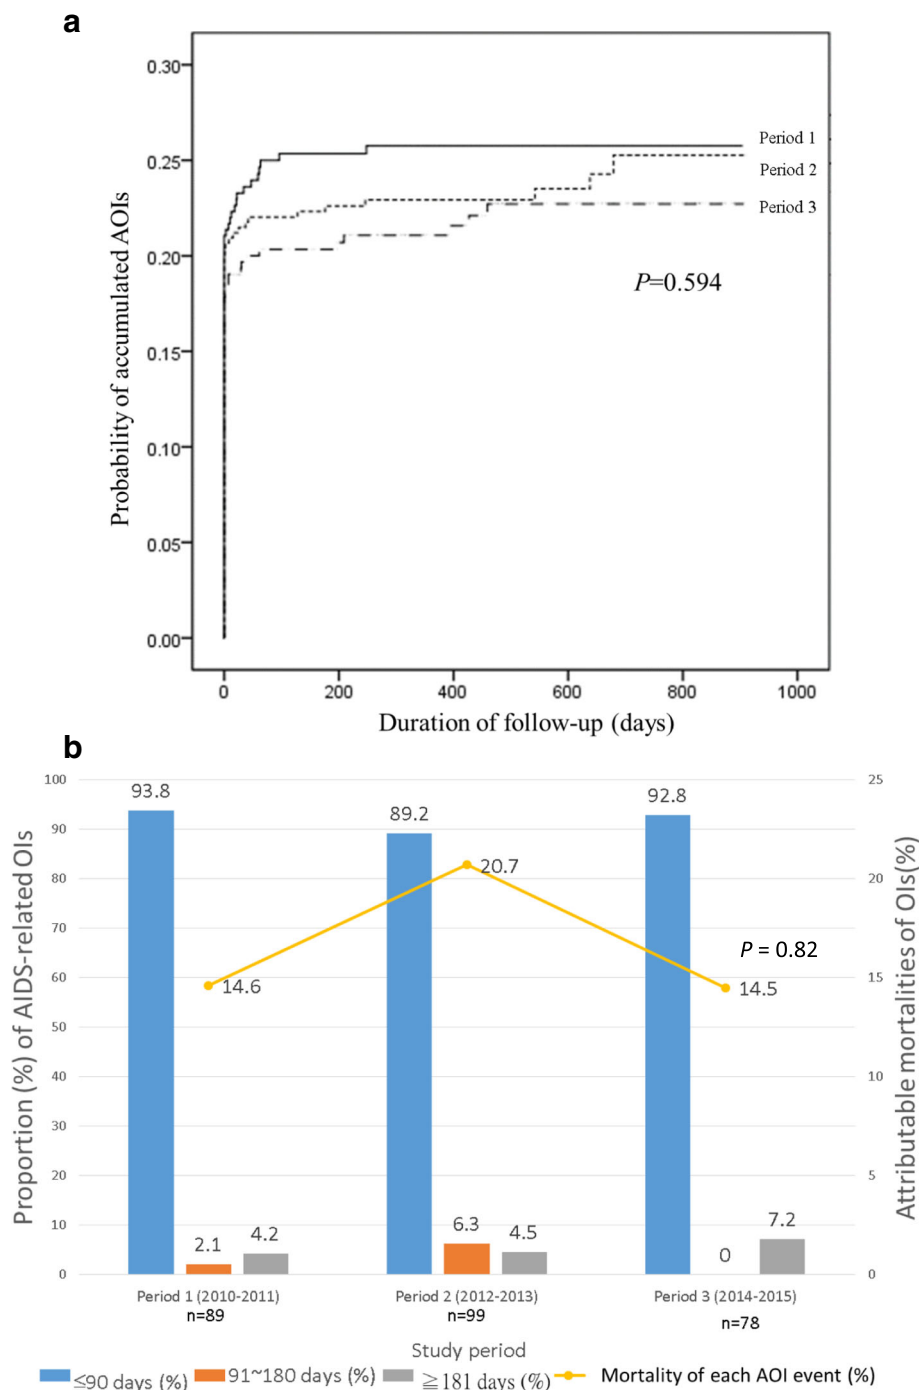 a
0.30
0.25
0.20
0.15
0.10
0.05
0.00
Probability of accumulated AOIs
Period 1
Period 2
Period 3
P=0.594
0 200 400 600 800 1000
Duration of follow-up (days)
b
100
90
80
70
60
50
40
30
20
10
0
Proportion (%) of AIDS-related OIs
25
20
15
10
5
0
Attributable mortalities of OIs(%)
93.8
89.2
92.8
20.7
14.6
14.5
P = 0.82
2.1
4.2
6.3
4.5
0
7.2
Period 1 (2010-2011) Period 2 (2012-2013) Period 3 (2014-2015)
n=89 n=99 n=78
Study period
≤90 days (%) 91~180 days (%) ≧181 days (%) Mortality of each AOI event (%)